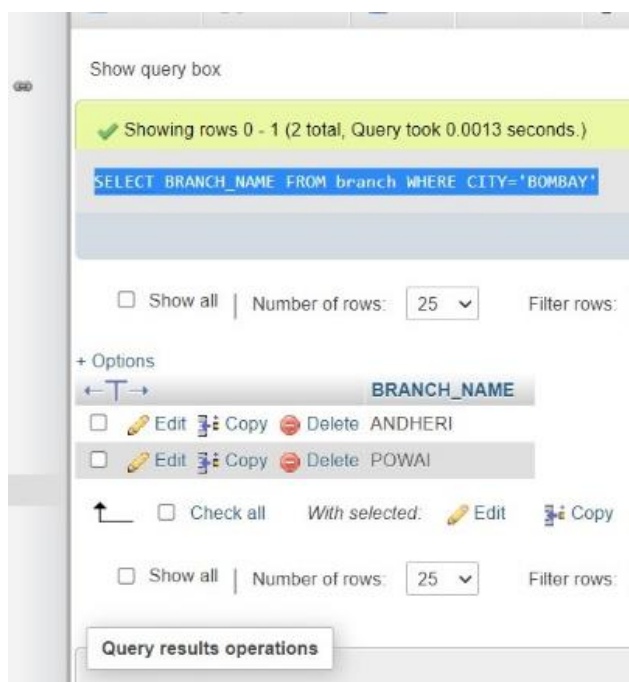 Show query box
Showing rows 0 - 1 (2 total, Query took 0.0013 seconds.)
SELECT BRANCH_NAME FROM branch WHERE CITY='BOMBAY'
Show all | Number of rows: 25 Filter rows:
+ Options
←T→ BRANCH_NAME
Edit Copy Delete ANDHERI
Edit Copy Delete POWAI
Check all With selected: Edit Copy
Show all | Number of rows: 25 Filter rows:
Query results operations